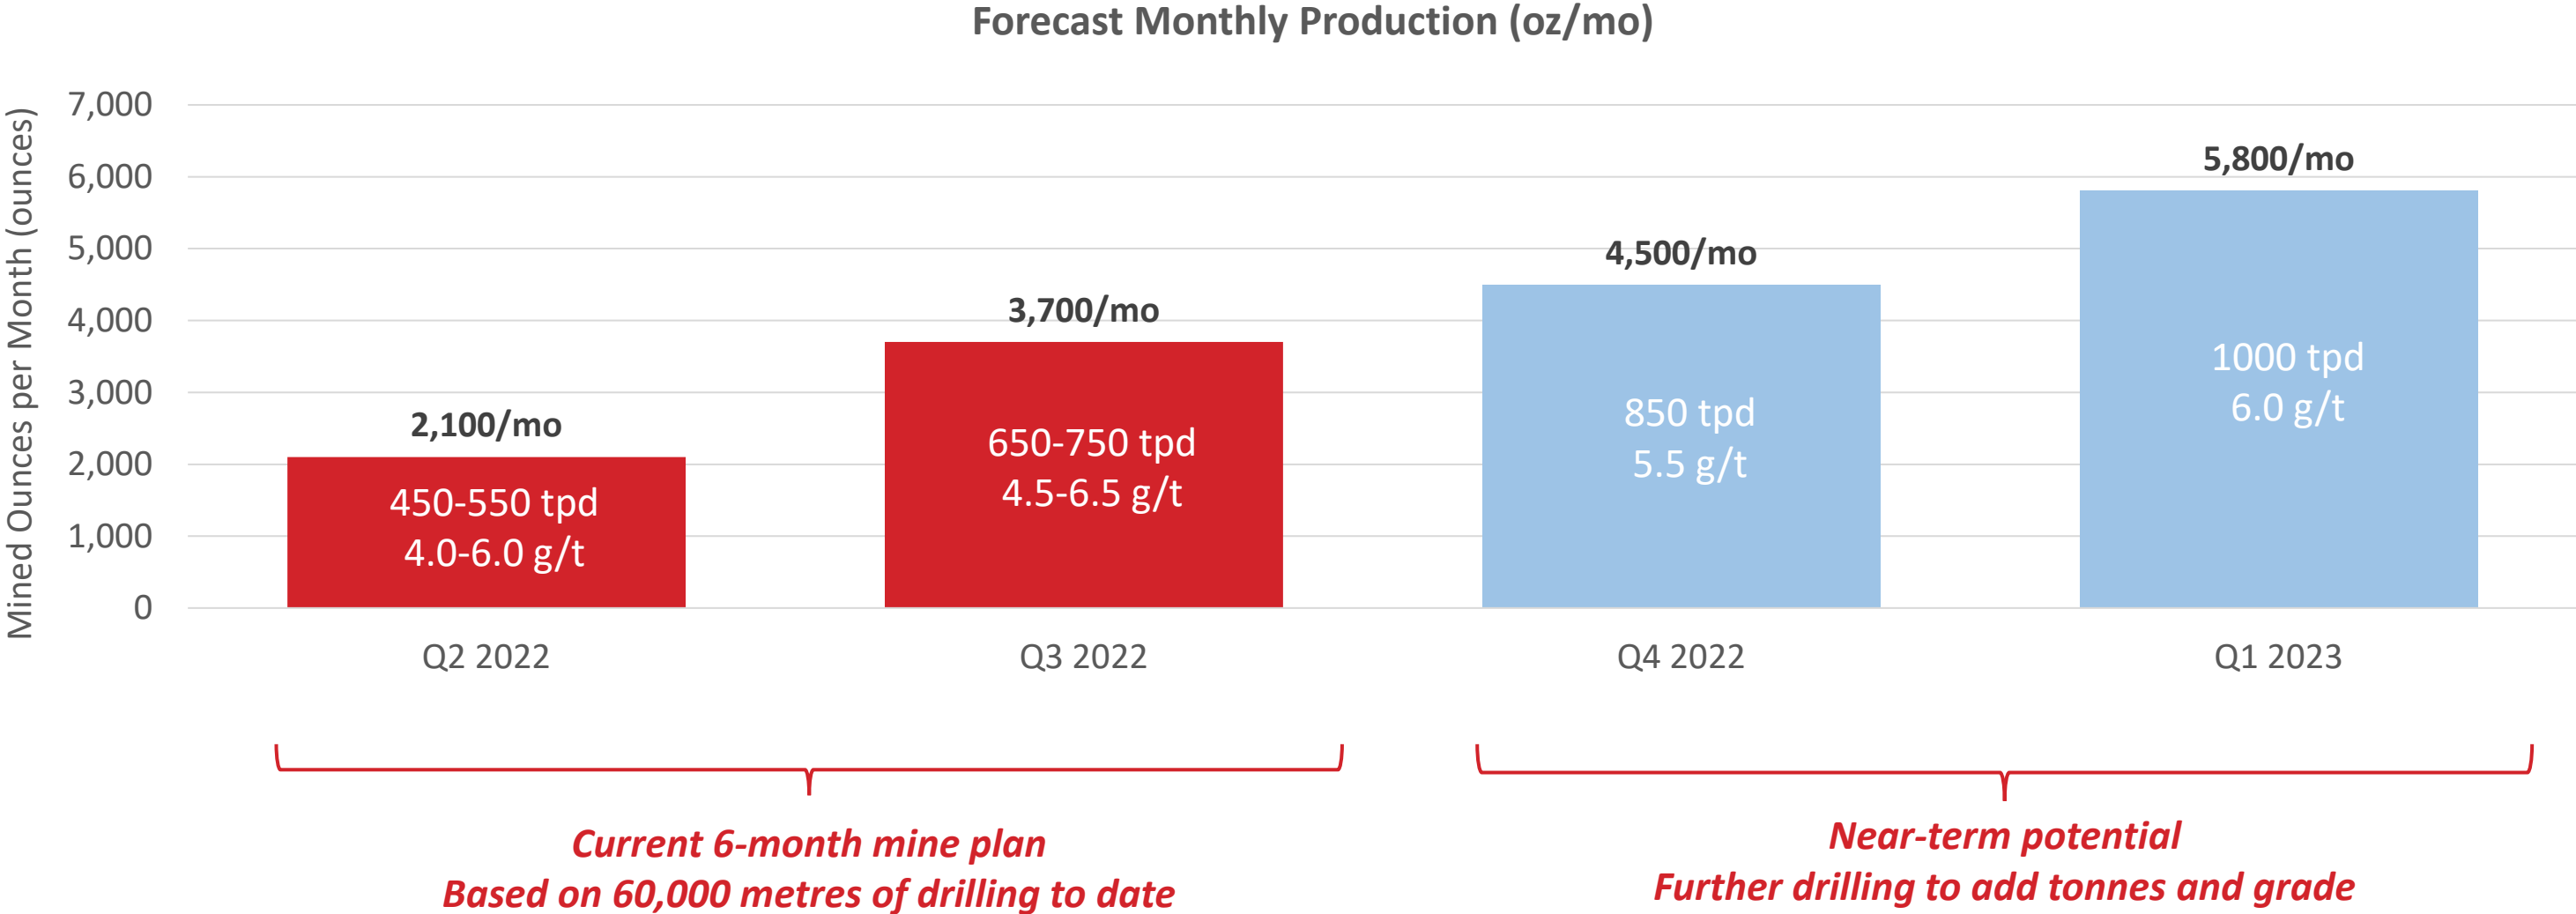 Forecast Monthly Production (oz/mo)
Mined Ounces per Month (ounces)
7,000
6,000
5,000
4,000
3,000
2,000
1,000
0
2,100/mo
450-550 tpd
4.0-6.0 g/t
3,700/mo
650-750 tpd
4.5-6.5 g/t
4,500/mo
850 tpd
5.5 g/t
5,800/mo
1000 tpd
6.0 g/t
Q2 2022
Q3 2022
Q4 2022
Q1 2023
Current 6-month mine plan
Based on 60,000 metres of drilling to date
Near-term potential
Further drilling to add tonnes and grade